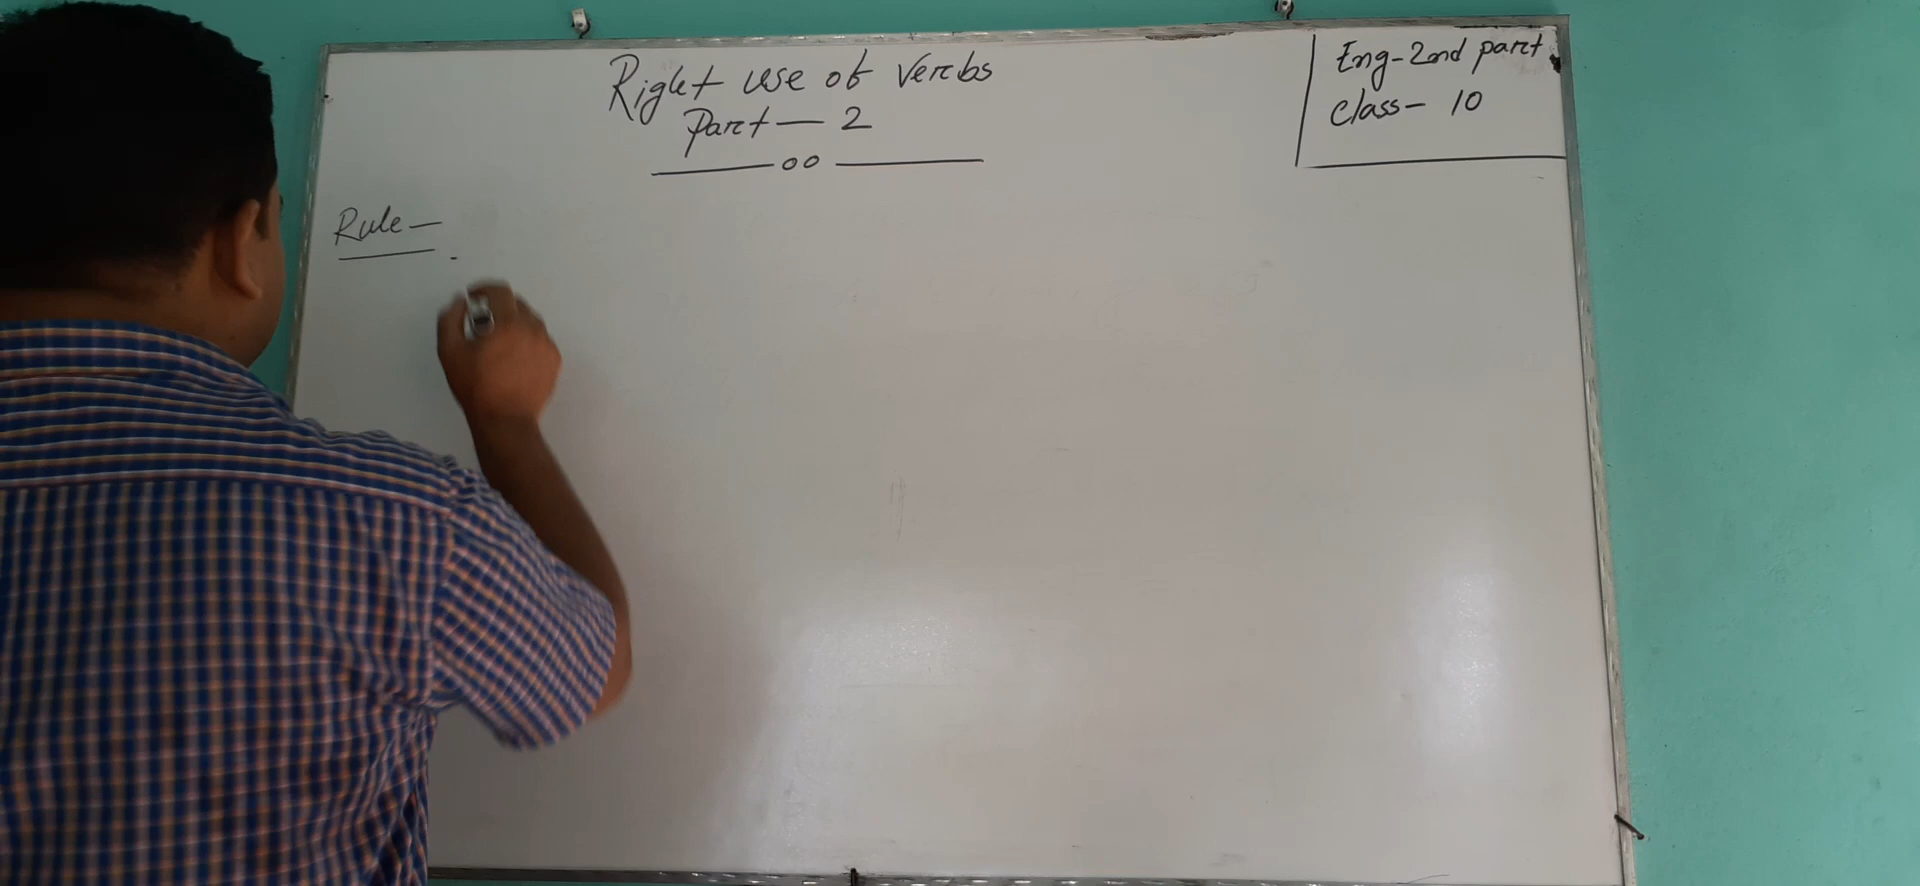 Right use of Verbs
Part — 2
Eng-2nd part
Class- 10
Rule —